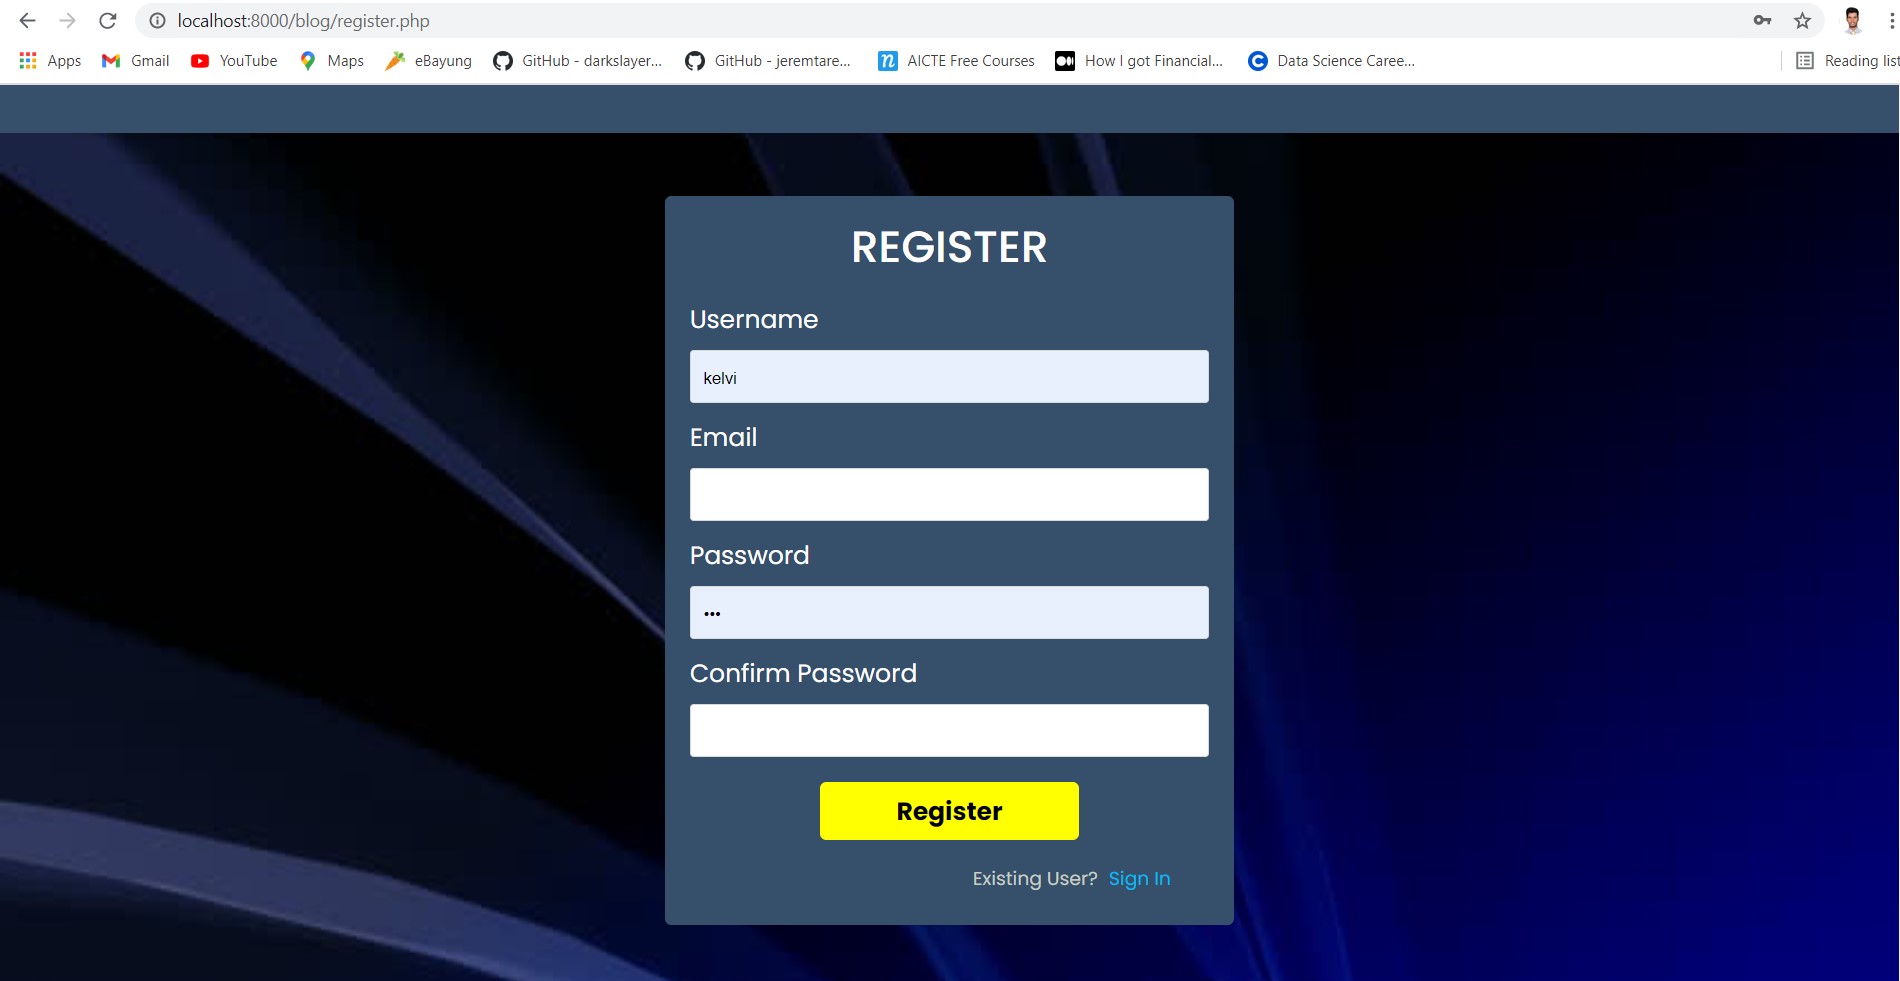 localhost:8000/blog/register.php
Apps Gmail YouTube Maps eBayung GitHub - darkslayer... GitHub - jeremtare... n AICTE Free Courses How I got Financial... C Data Science Caree... Reading list
REGISTER
Username
kelvi
Email
Password
•••
Confirm Password
Register
Existing User? Sign In